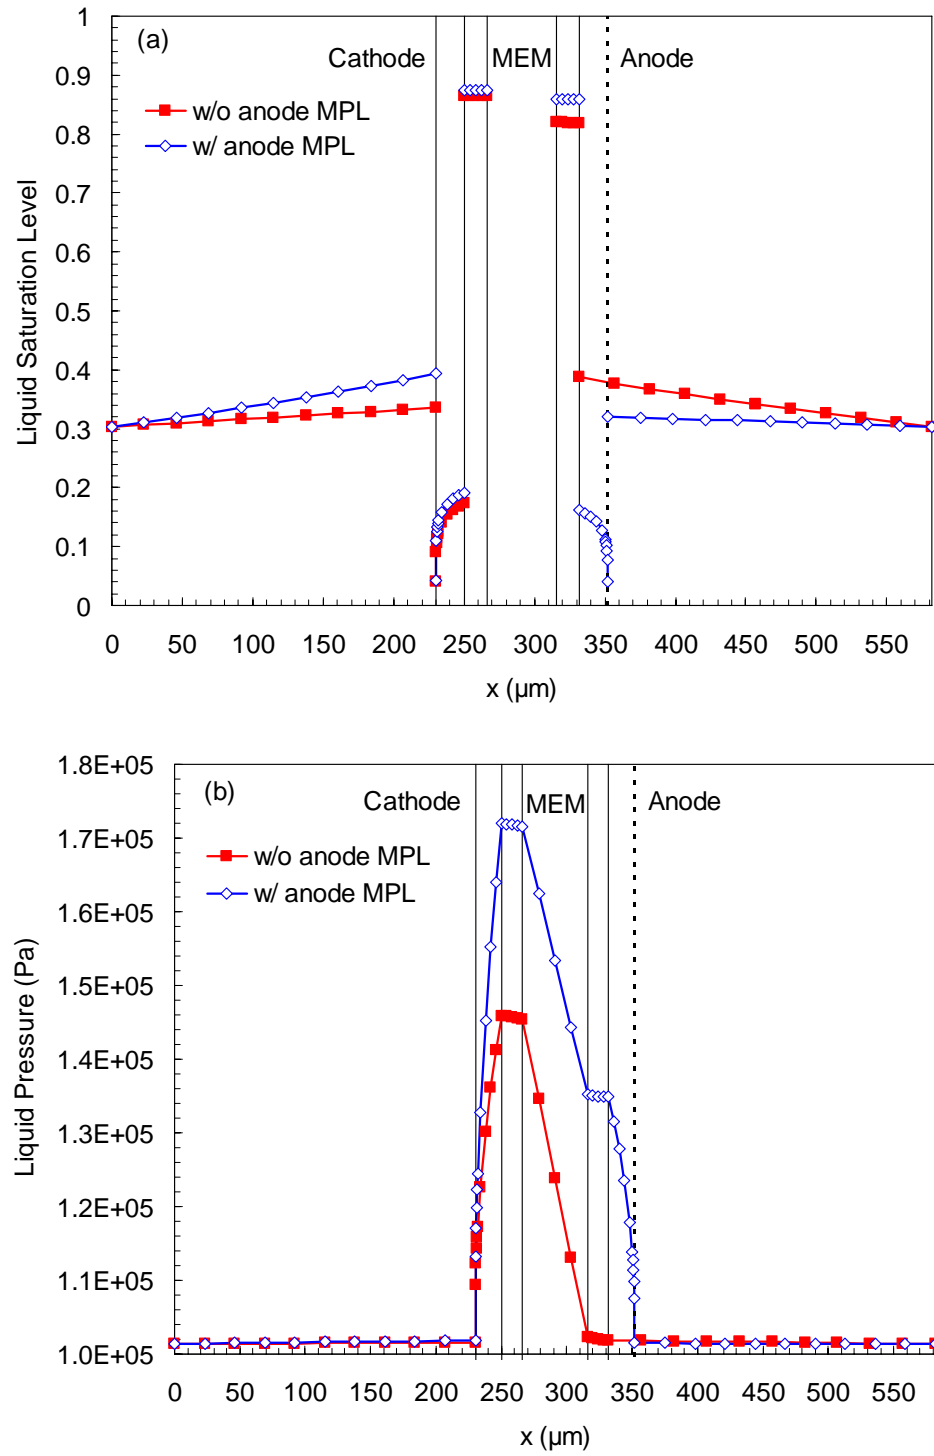 (a)
Cathode MEM Anode
w/o anode MPL
w/ anode MPL
Liquid Saturation Level
1
0.9
0.8
0.7
0.6
0.5
0.4
0.3
0.2
0.1
0
0 50 100 150 200 250 300 350 400 450 500 550
x (µm)
(b)
Cathode MEM Anode
w/o anode MPL
w/ anode MPL
Liquid Pressure (Pa)
1.8E+05
1.7E+05
1.6E+05
1.5E+05
1.4E+05
1.3E+05
1.2E+05
1.1E+05
1.0E+05
0 50 100 150 200 250 300 350 400 450 500 550
x (µm)